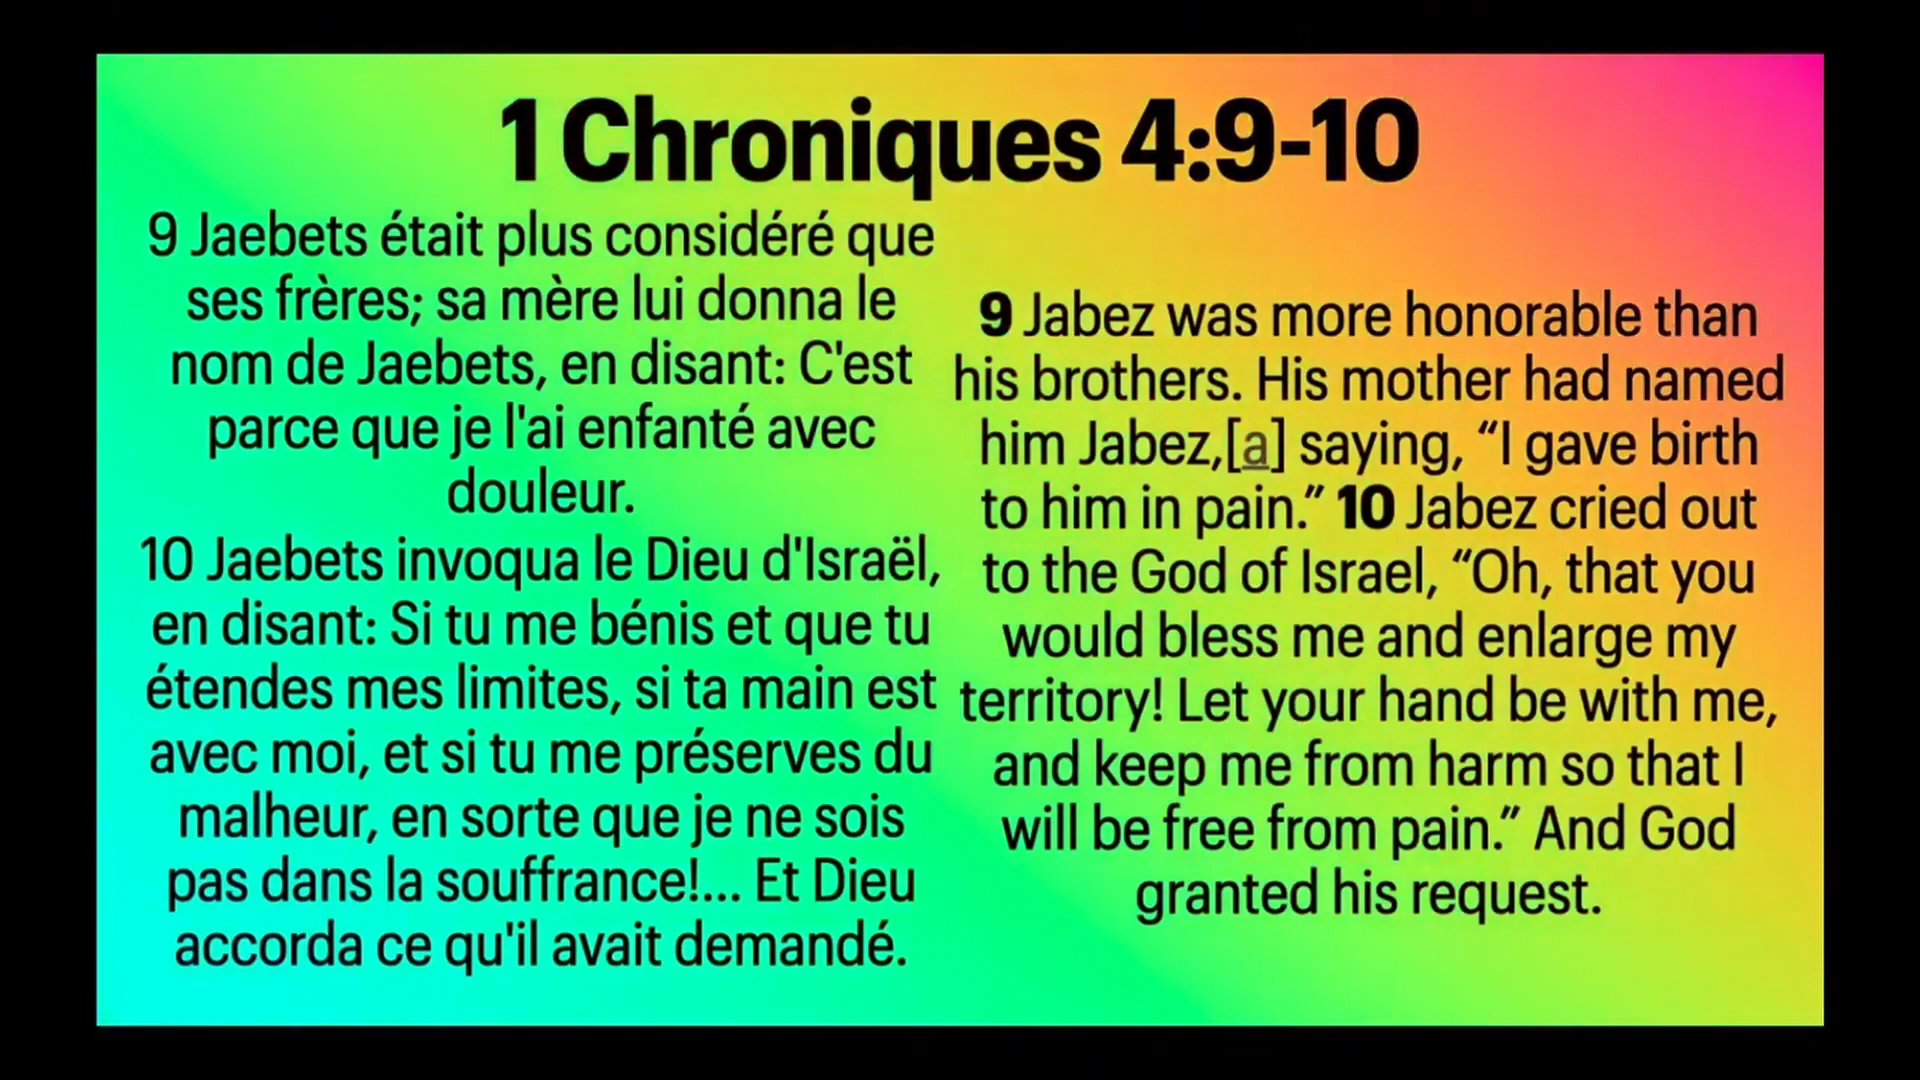 1 Chroniques 4:9-10
9 Jaebets était plus considéré que
ses frères; sa mère lui donna le
nom de Jaebets, en disant: C'est
parce que je l'ai enfanté avec
douleur.
10 Jaebets invoqua le Dieu d'Israël,
en disant: Si tu me bénis et que tu
étendes mes limites, si ta main est
avec moi, et si tu me préserves du
malheur, en sorte que je ne sois
pas dans la souffrance!... Et Dieu
accorda ce qu'il avait demandé.
9 Jabez was more honorable than
his brothers. His mother had named
him Jabez,[a] saying, “I gave birth
to him in pain.” 10 Jabez cried out
to the God of Israel, “Oh, that you
would bless me and enlarge my
territory! Let your hand be with me,
and keep me from harm so that I
will be free from pain.” And God
granted his request.